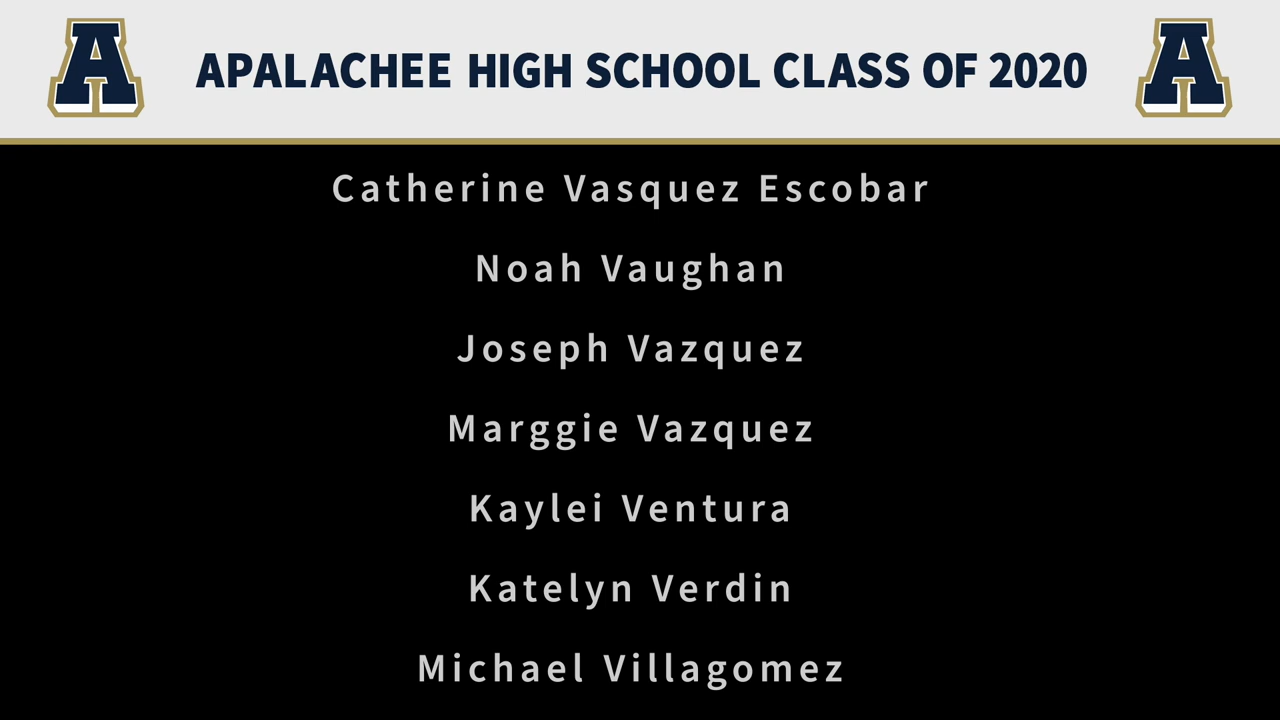 A APALACHEE HIGH SCHOOL CLASS OF 2020 A
Catherine Vasquez Escobar
Noah Vaughan
Joseph Vazquez
Marggie Vazquez
Kaylei Ventura
Katelyn Verdin
Michael Villagomez